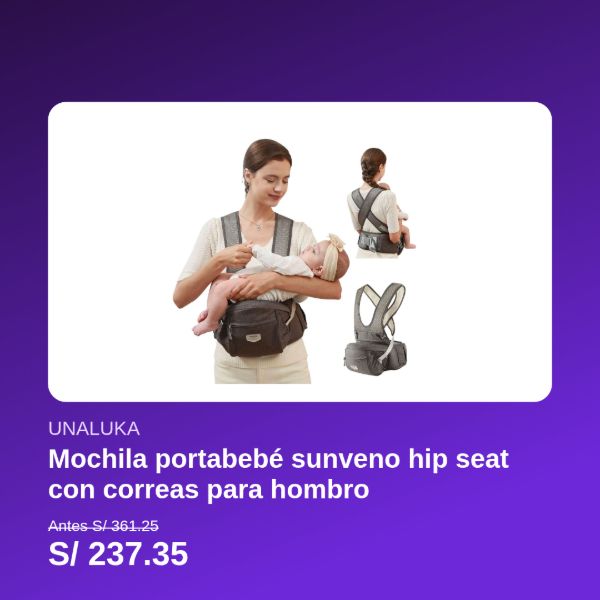 UNALUKA
Mochila portabebé sunveno hip seat
con correas para hombro
Antes S/ 361.25
S/ 237.35